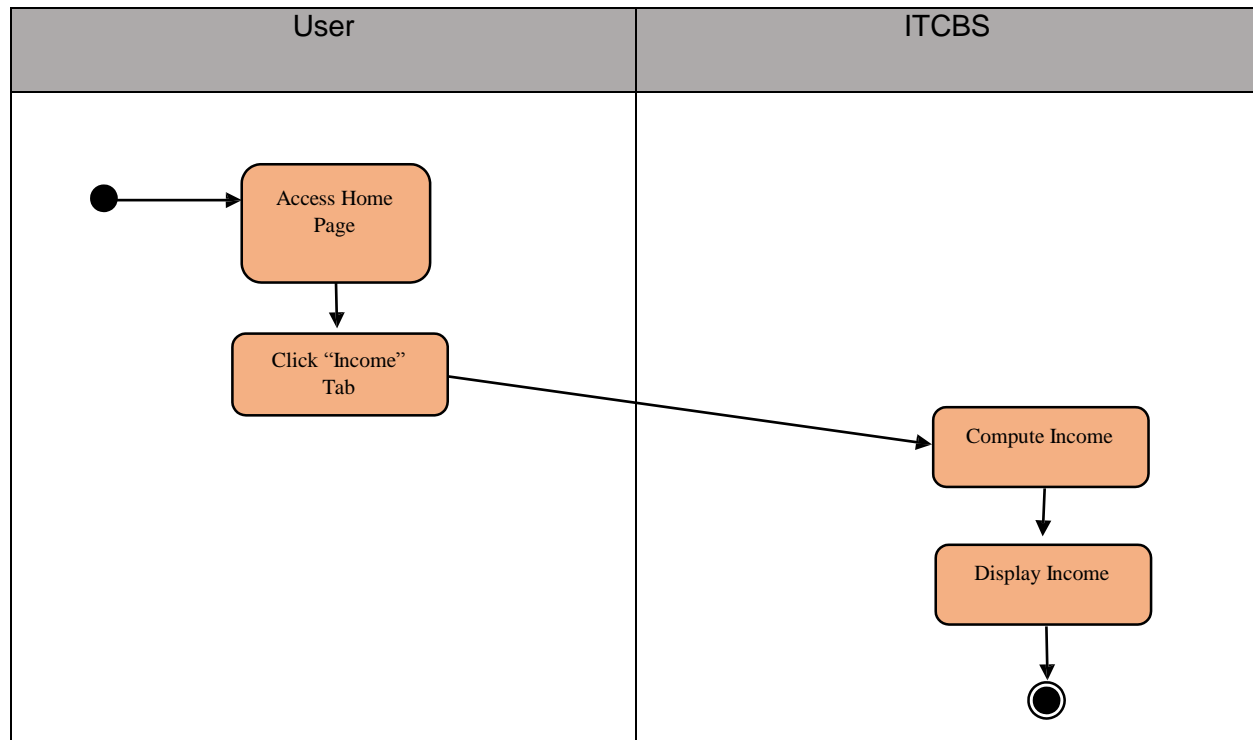 User
ITCBS
Access Home
Page
Click “Income”
Tab
Compute Income
Display Income